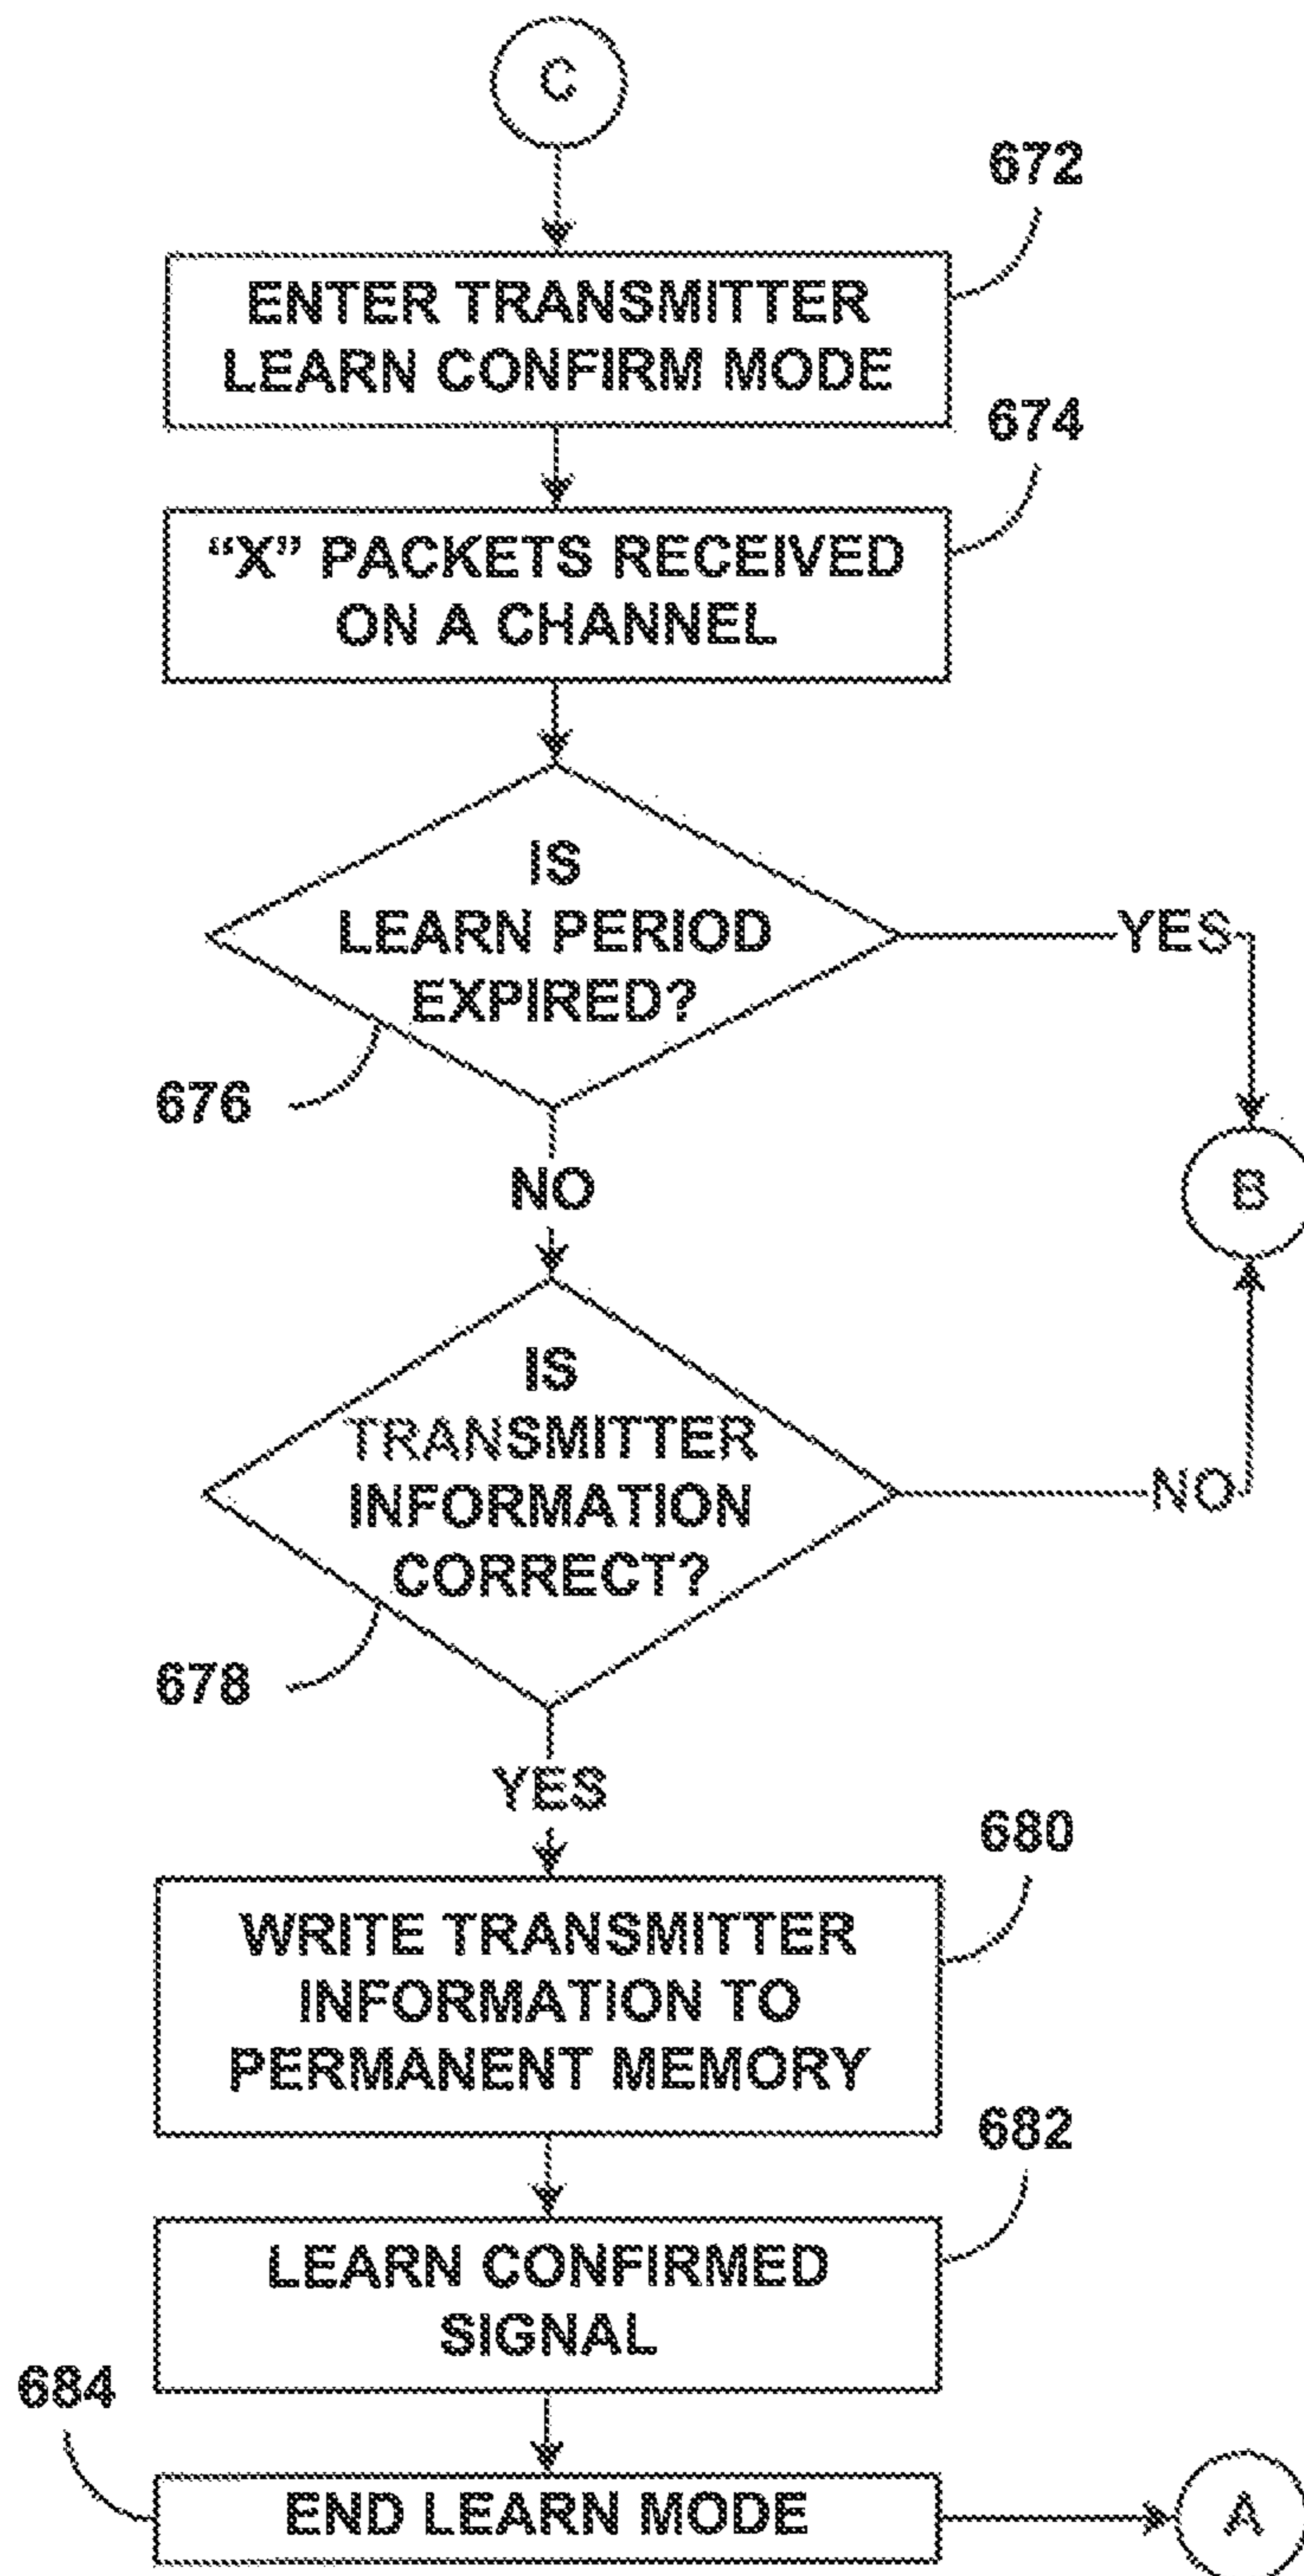 C
672
ENTER TRANSMITTER
LEARN CONFIRM MODE
674
“X” PACKETS RECEIVED
ON A CHANNEL
IS
LEARN PERIOD
EXPIRED?
YES
676
NO
B
IS
TRANSMITTER
INFORMATION
CORRECT?
NO
678
YES
680
WRITE TRANSMITTER
INFORMATION TO
PERMANENT MEMORY
682
LEARN CONFIRMED
SIGNAL
684
END LEARN MODE
A